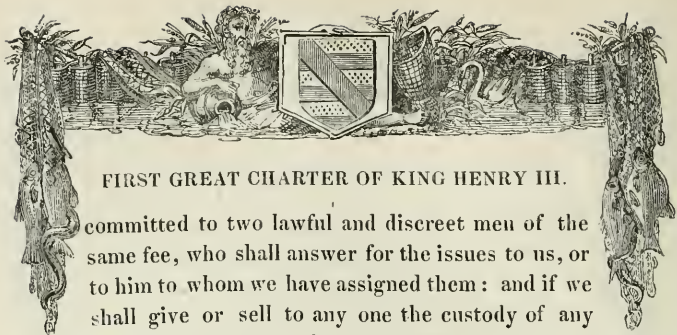 FIRST GREAT CHARTER OF KING HENRY III.
committed to two lawful and discreet men of the
same fee, who shall answer for the issues to us, or
to him to whom we have assigned them : and if we
shall give or sell to any one the custody of any